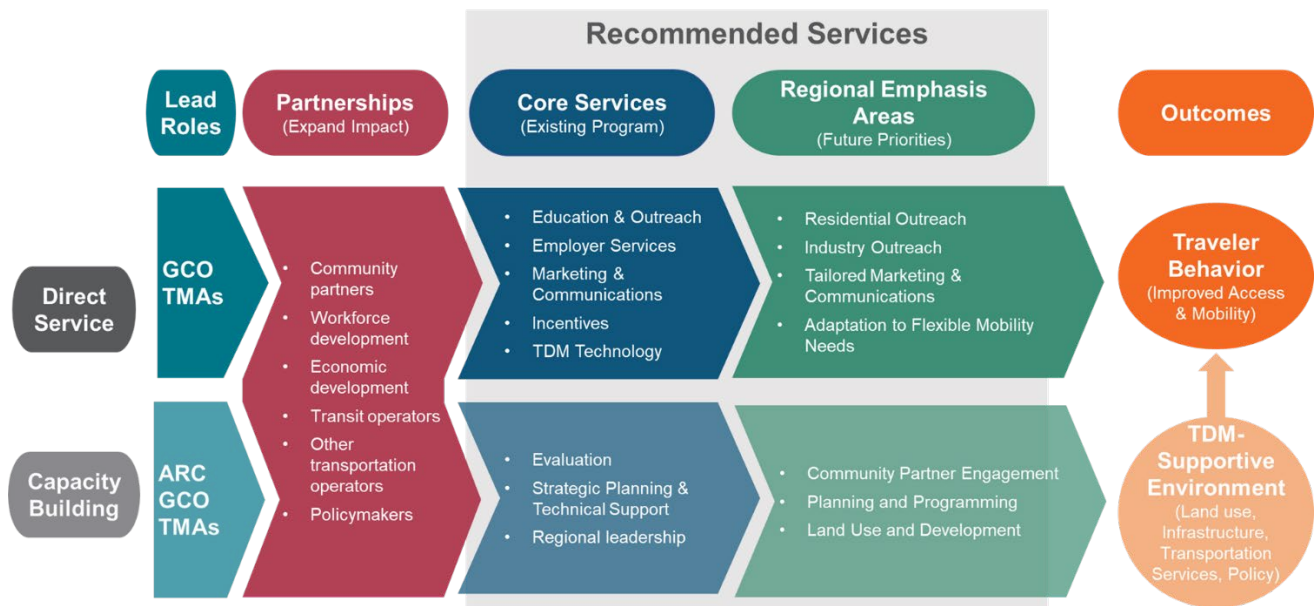 Recommended Services
Lead
Roles
Partnerships
(Expand Impact)
Core Services
(Existing Program)
Regional Emphasis
Areas
(Future Priorities)
Outcomes
Direct
Service
GCO
TMAs
• Community
partners
• Workforce
development
• Economic
development
• Transit operators
• Other
transportation
operators
• Policymakers
• Education & Outreach
• Employer Services
• Marketing &
Communications
• Incentives
• TDM Technology
• Residential Outreach
• Industry Outreach
• Tailored Marketing &
Communications
• Adaptation to Flexible Mobility
Needs
Traveler
Behavior
(Improved Access
& Mobility)
Capacity
Building
ARC
GCO
TMAs
• Evaluation
• Strategic Planning &
Technical Support
• Regional leadership
• Community Partner Engagement
• Planning and Programming
• Land Use and Development
TDM-
Supportive
Environment
(Land use,
Infrastructure,
Transportation
Services, Policy)